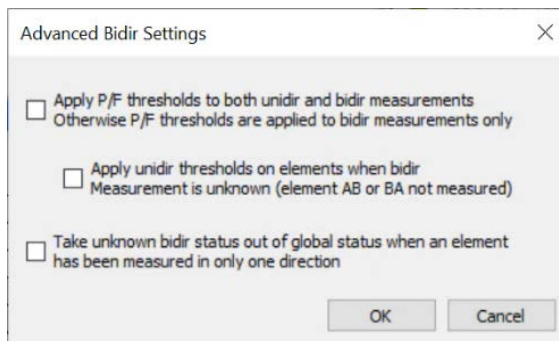 Advanced Bidir Settings
Apply P/F thresholds to both unidir and bidir measurements
Otherwise P/F thresholds are applied to bidir measurements only
Apply unidir thresholds on elements when bidir
Measurement is unknown (element AB or BA not measured)
Take unknown bidir status out of global status when an element
has been measured in only one direction
OK
Cancel